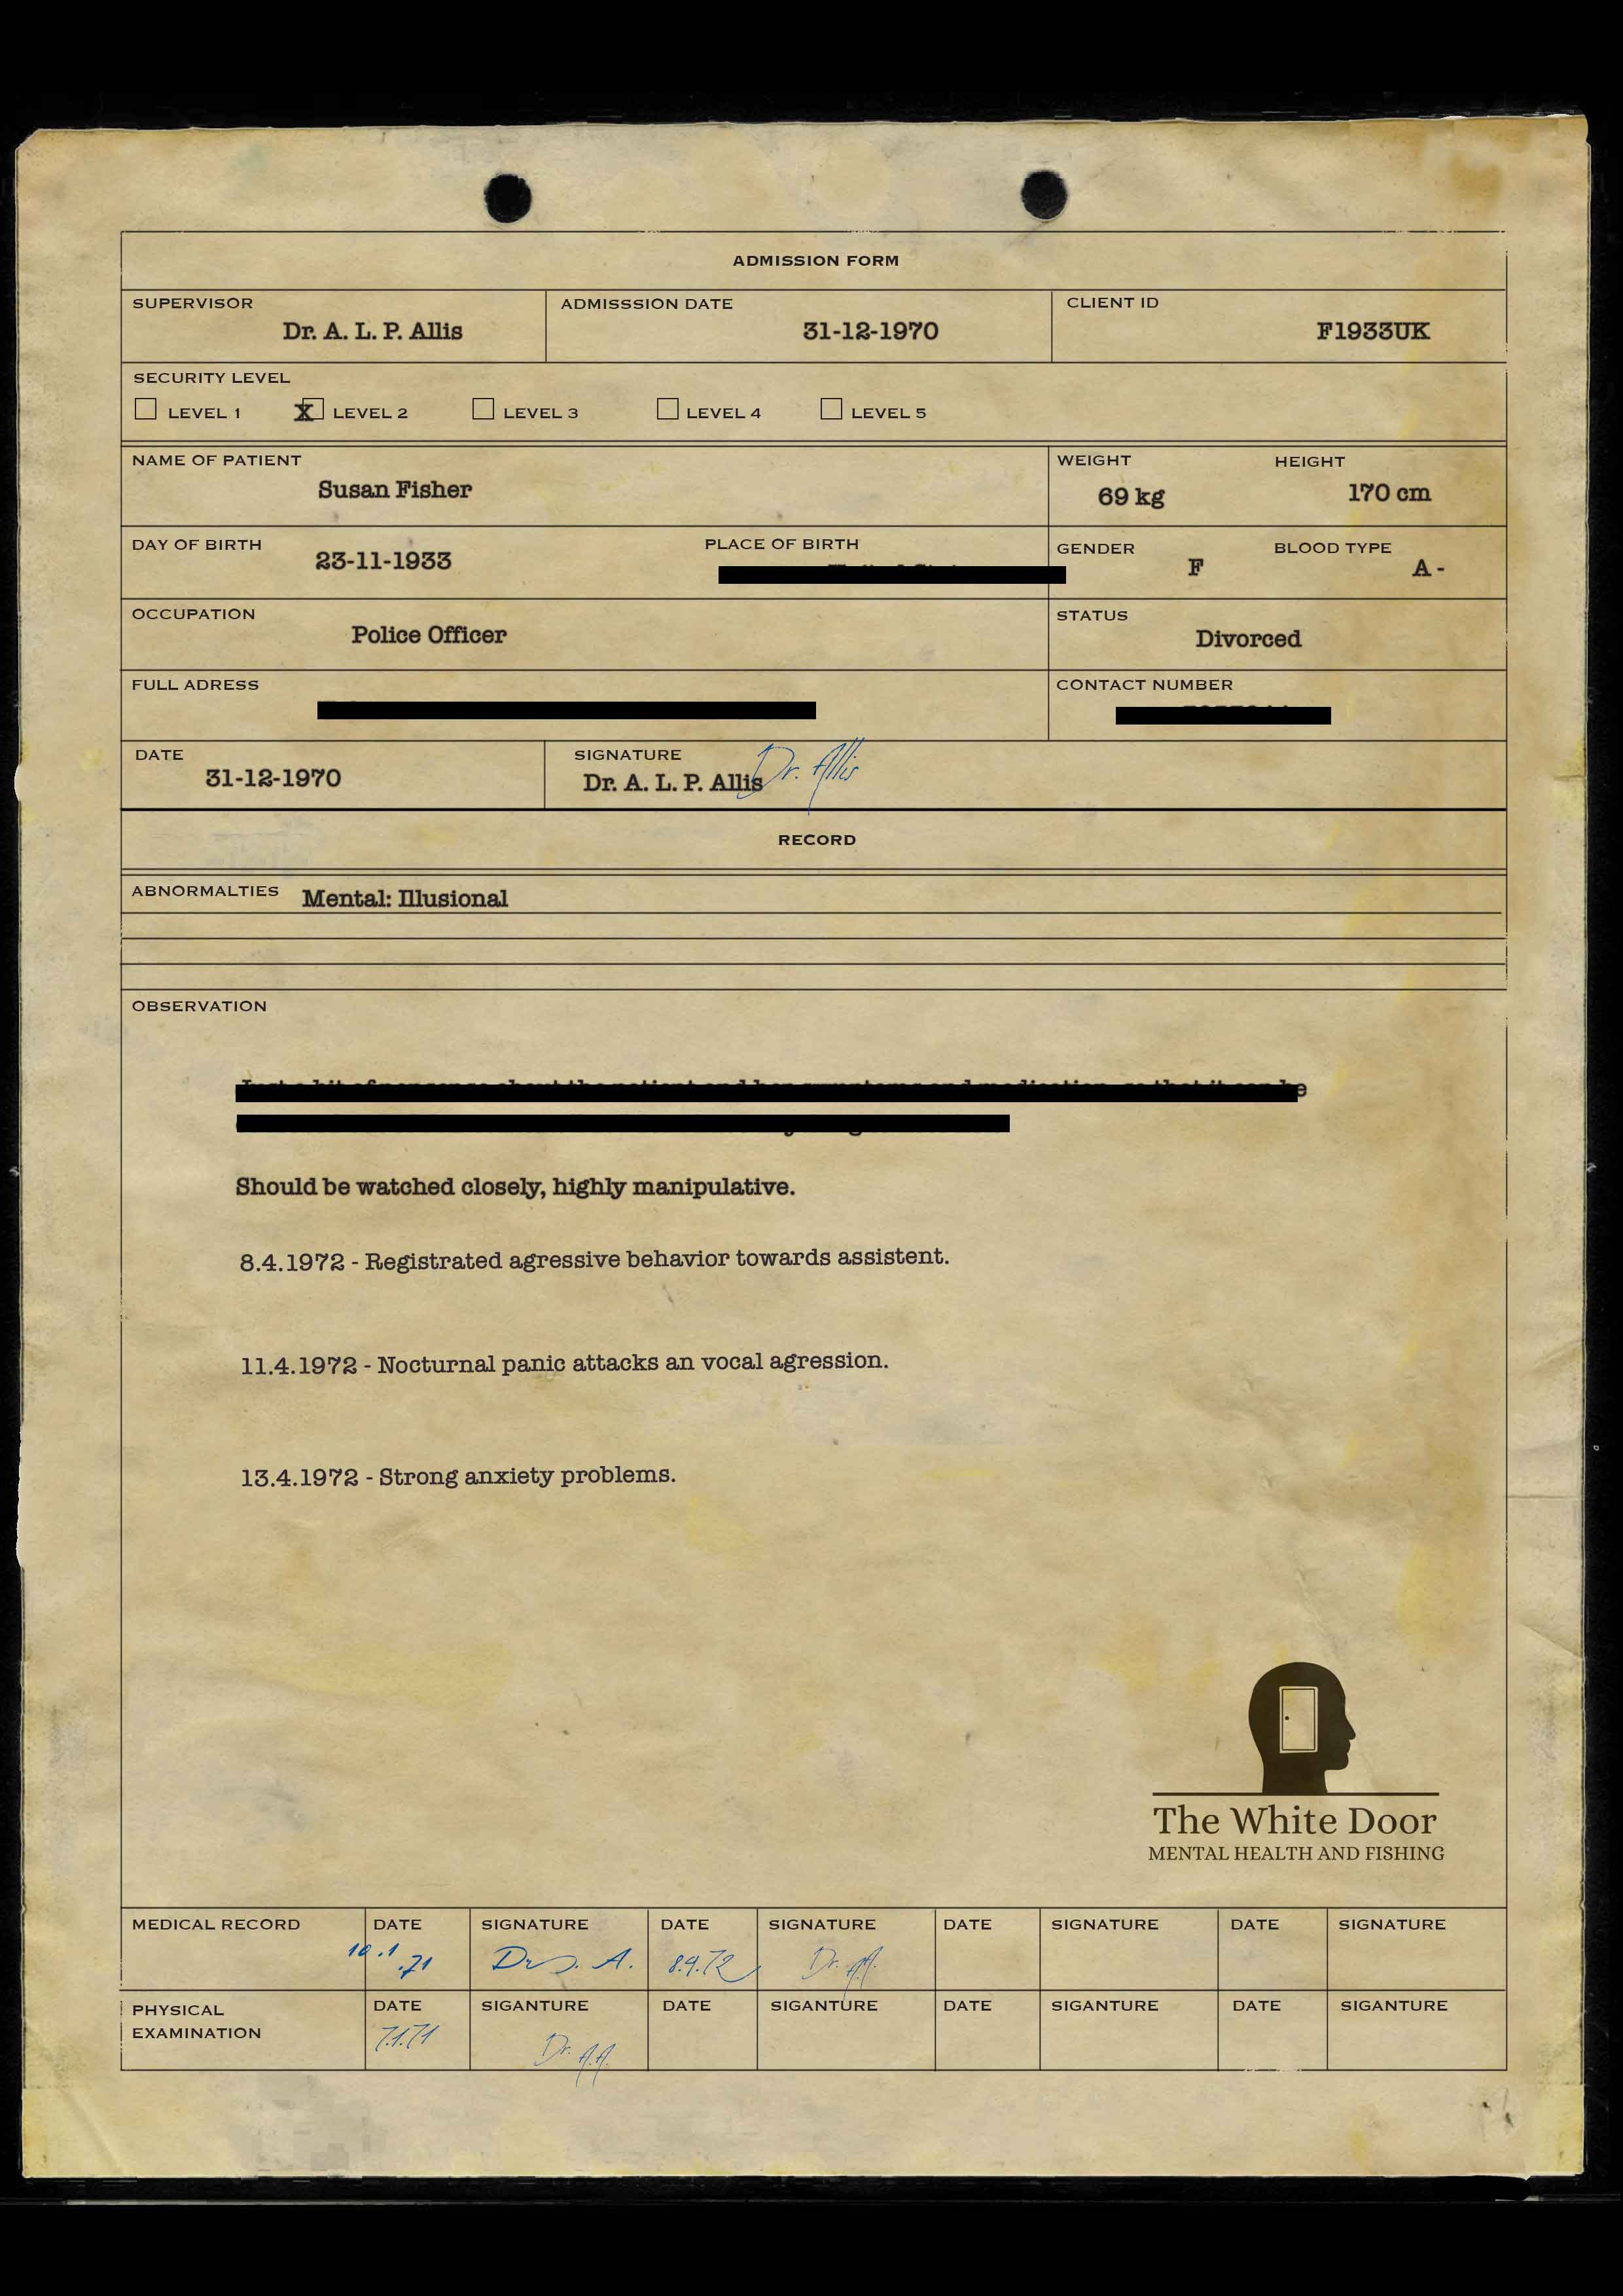 ADMISSION FORM
SUPERVISOR ADMISSSION DATE CLIENT ID
Dr. A. L. P. Allis 31-12-1970 F1933UK
SECURITY LEVEL
LEVEL 1 X LEVEL 2 LEVEL 3 LEVEL 4 LEVEL 5
NAME OF PATIENT WEIGHT HEIGHT
Susan Fisher 69 kg 170 cm
DAY OF BIRTH PLACE OF BIRTH GENDER BLOOD TYPE
23-11-1933 F A -
OCCUPATION STATUS
Police Officer Divorced
FULL ADRESS CONTACT NUMBER
DATE SIGNATURE
31-12-1970 Dr. A. L. P. Allis Dr. Allis
RECORD
ABNORMALTIES Mental: Illusional
OBSERVATION
Should be watched closely, highly manipulative.
8.4.1972 - Registrated agressive behavior towards assistent.
11.4.1972 - Nocturnal panic attacks an vocal agression.
13.4.1972 - Strong anxiety problems.
The White Door
MENTAL HEALTH AND FISHING
MEDICAL RECORD DATE SIGNATURE DATE SIGNATURE DATE SIGNATURE DATE SIGNATURE
10.1.71 Dr. A. 8.4.72 Dr. A.
PHYSICAL EXAMINATION DATE SIGANTURE DATE SIGANTURE DATE SIGANTURE DATE SIGANTURE
7.1.71 Dr. A.A.